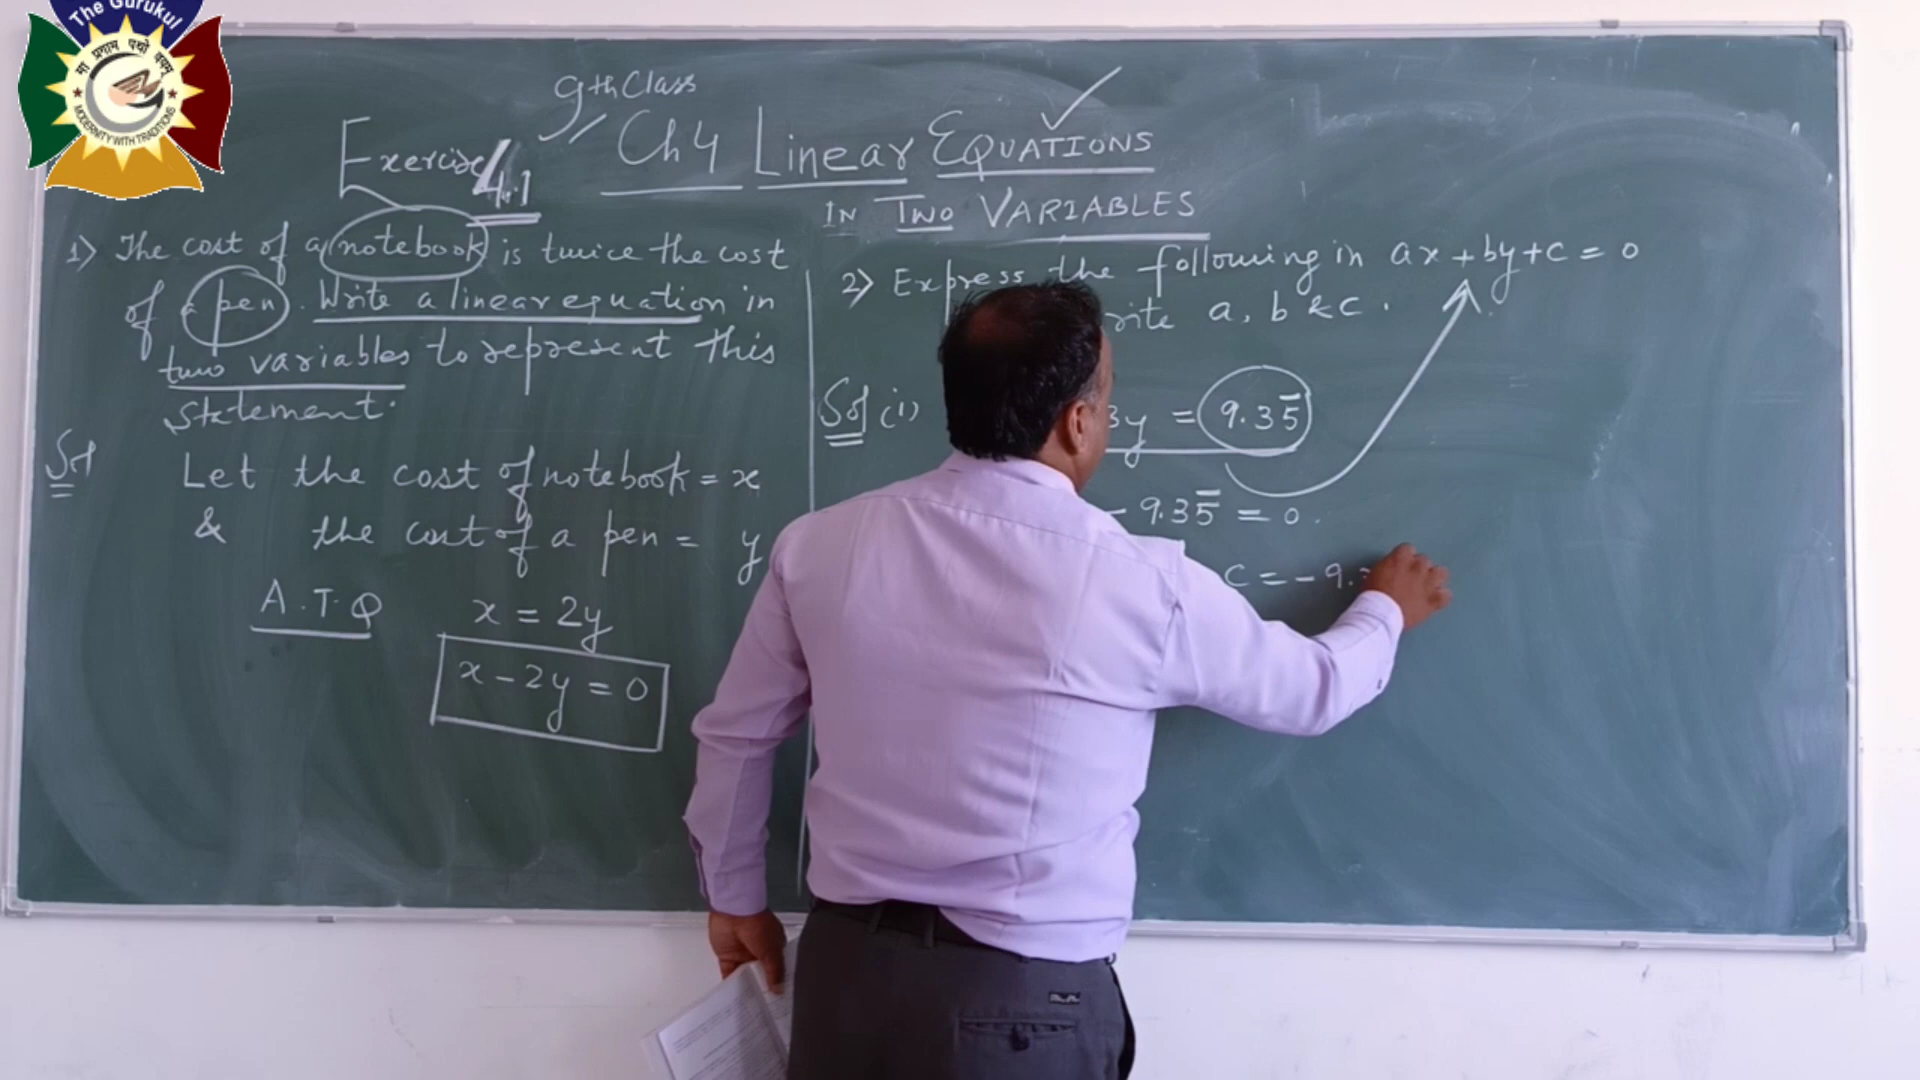 The Gurukul
मा प्रगाम पथो वयम्
MODERNITY WITH TRADITIONS
9th Class
Exercise 4.1
Ch 4 Linear EQUATIONS
IN TWO VARIABLES
1) The cost of a notebook is twice the cost
of a pen. Write a linear equation in
two variables to represent this
statement.
Sol
Let the cost of notebook = x
& the cost of a pen = y
A.T.Q x = 2y
x - 2y = 0
2) Express the following in ax + by + c = 0
a, b & c.
Sol (i) 3y = 9.35̅
- 9.35̅ = 0.
c = - 9.